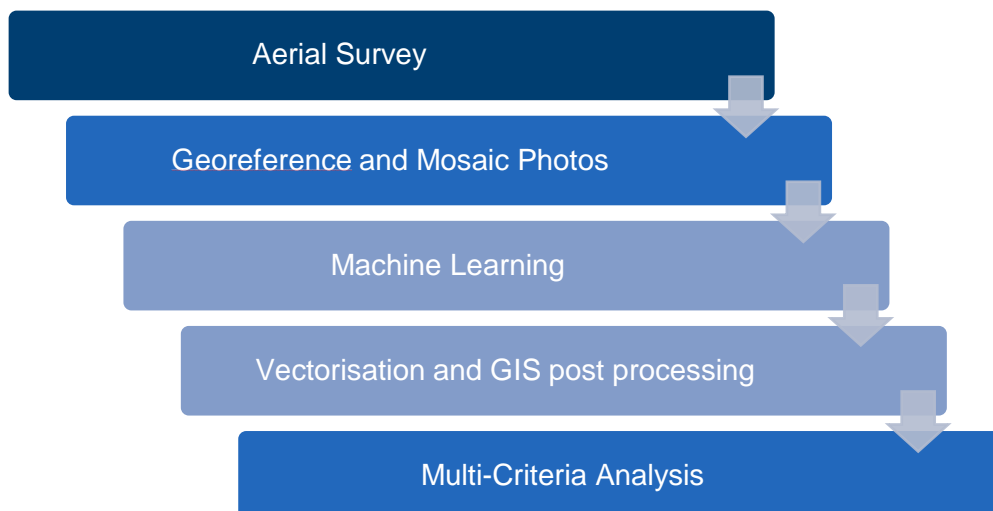 Aerial Survey
Georeference and Mosaic Photos
Machine Learning
Vectorisation and GIS post processing
Multi-Criteria Analysis